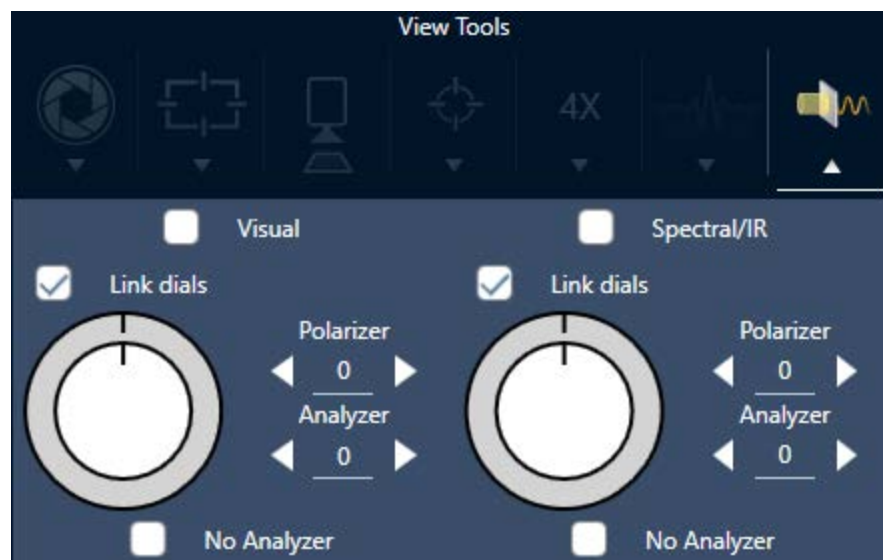 View Tools
4X
Visual
Spectral/IR
Link dials
Link dials
Polarizer
0
Analyzer
0
Polarizer
0
Analyzer
0
No Analyzer
No Analyzer